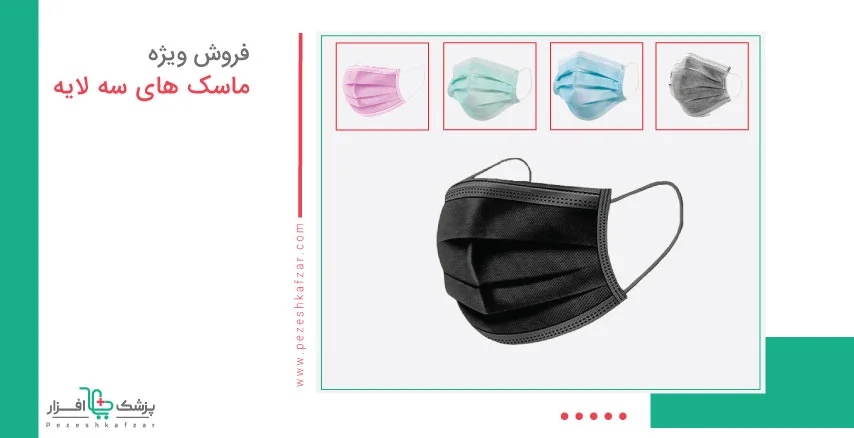 فروش ویژه
ماسک های سه لایه
www.pezeshkafzar.com
پزشک افزار
Pezeshkafzar